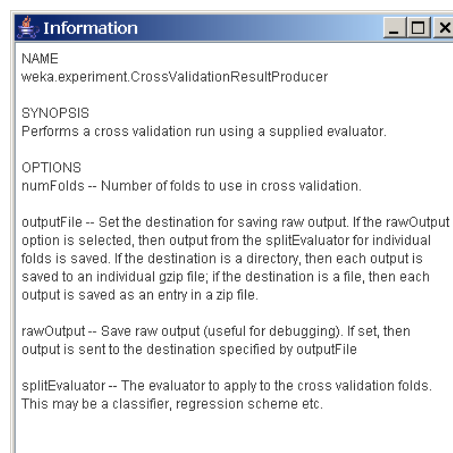 Information
NAME
weka.experiment.CrossValidationResultProducer
SYNOPSIS
Performs a cross validation run using a supplied evaluator.
OPTIONS
numFolds -- Number of folds to use in cross validation.
outputFile -- Set the destination for saving raw output. If the rawOutput
option is selected, then output from the splitEvaluator for individual
folds is saved. If the destination is a directory, then each output is
saved to an individual gzip file; if the destination is a file, then each
output is saved as an entry in a zip file.
rawOutput -- Save raw output (useful for debugging). If set, then
output is sent to the destination specified by outputFile
splitEvaluator -- The evaluator to apply to the cross validation folds.
This may be a classifier, regression scheme etc.